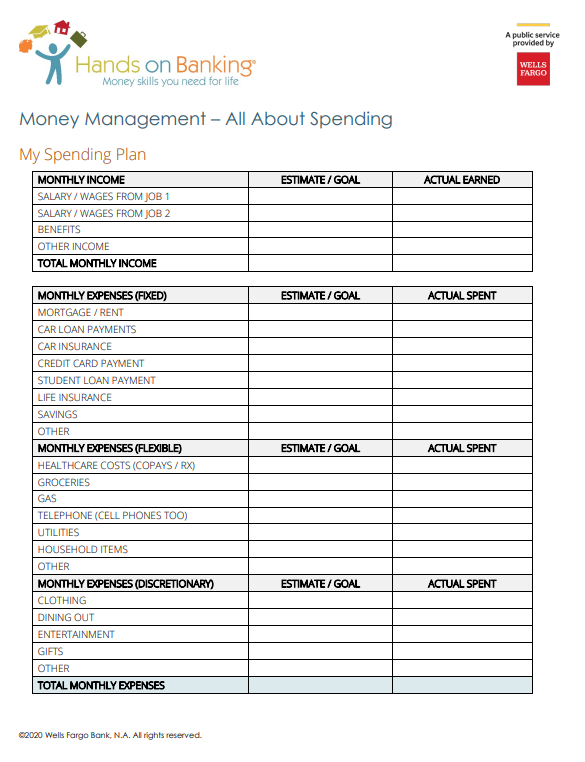 Hands on Banking®
Money skills you need for life
A public service
provided by
WELLS
FARGO
Money Management – All About Spending
My Spending Plan
MONTHLY INCOME ESTIMATE / GOAL ACTUAL EARNED
SALARY / WAGES FROM JOB 1
SALARY / WAGES FROM JOB 2
BENEFITS
OTHER INCOME
TOTAL MONTHLY INCOME
MONTHLY EXPENSES (FIXED) ESTIMATE / GOAL ACTUAL SPENT
MORTGAGE / RENT
CAR LOAN PAYMENTS
CAR INSURANCE
CREDIT CARD PAYMENT
STUDENT LOAN PAYMENT
LIFE INSURANCE
SAVINGS
OTHER
MONTHLY EXPENSES (FLEXIBLE) ESTIMATE / GOAL ACTUAL SPENT
HEALTHCARE COSTS (COPAYS / RX)
GROCERIES
GAS
TELEPHONE (CELL PHONES TOO)
UTILITIES
HOUSEHOLD ITEMS
OTHER
MONTHLY EXPENSES (DISCRETIONARY) ESTIMATE / GOAL ACTUAL SPENT
CLOTHING
DINING OUT
ENTERTAINMENT
GIFTS
OTHER
TOTAL MONTHLY EXPENSES
©2020 Wells Fargo Bank, N.A. All rights reserved.